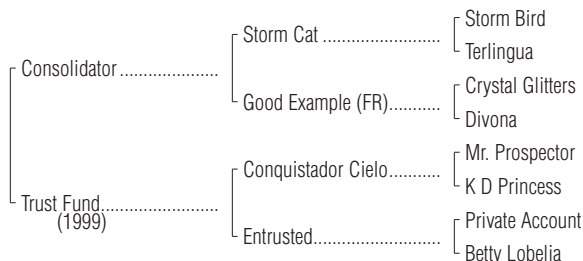 Storm Bird
Storm Cat ..............................
Terlingua
Consolidator .........................
Crystal Glitters
Good Example (FR).............
Divona
Mr. Prospector
Conquistador Cielo.............
K D Princess
Trust Fund..............................
(1999)
Private Account
Entrusted................................
Betty Lobelia